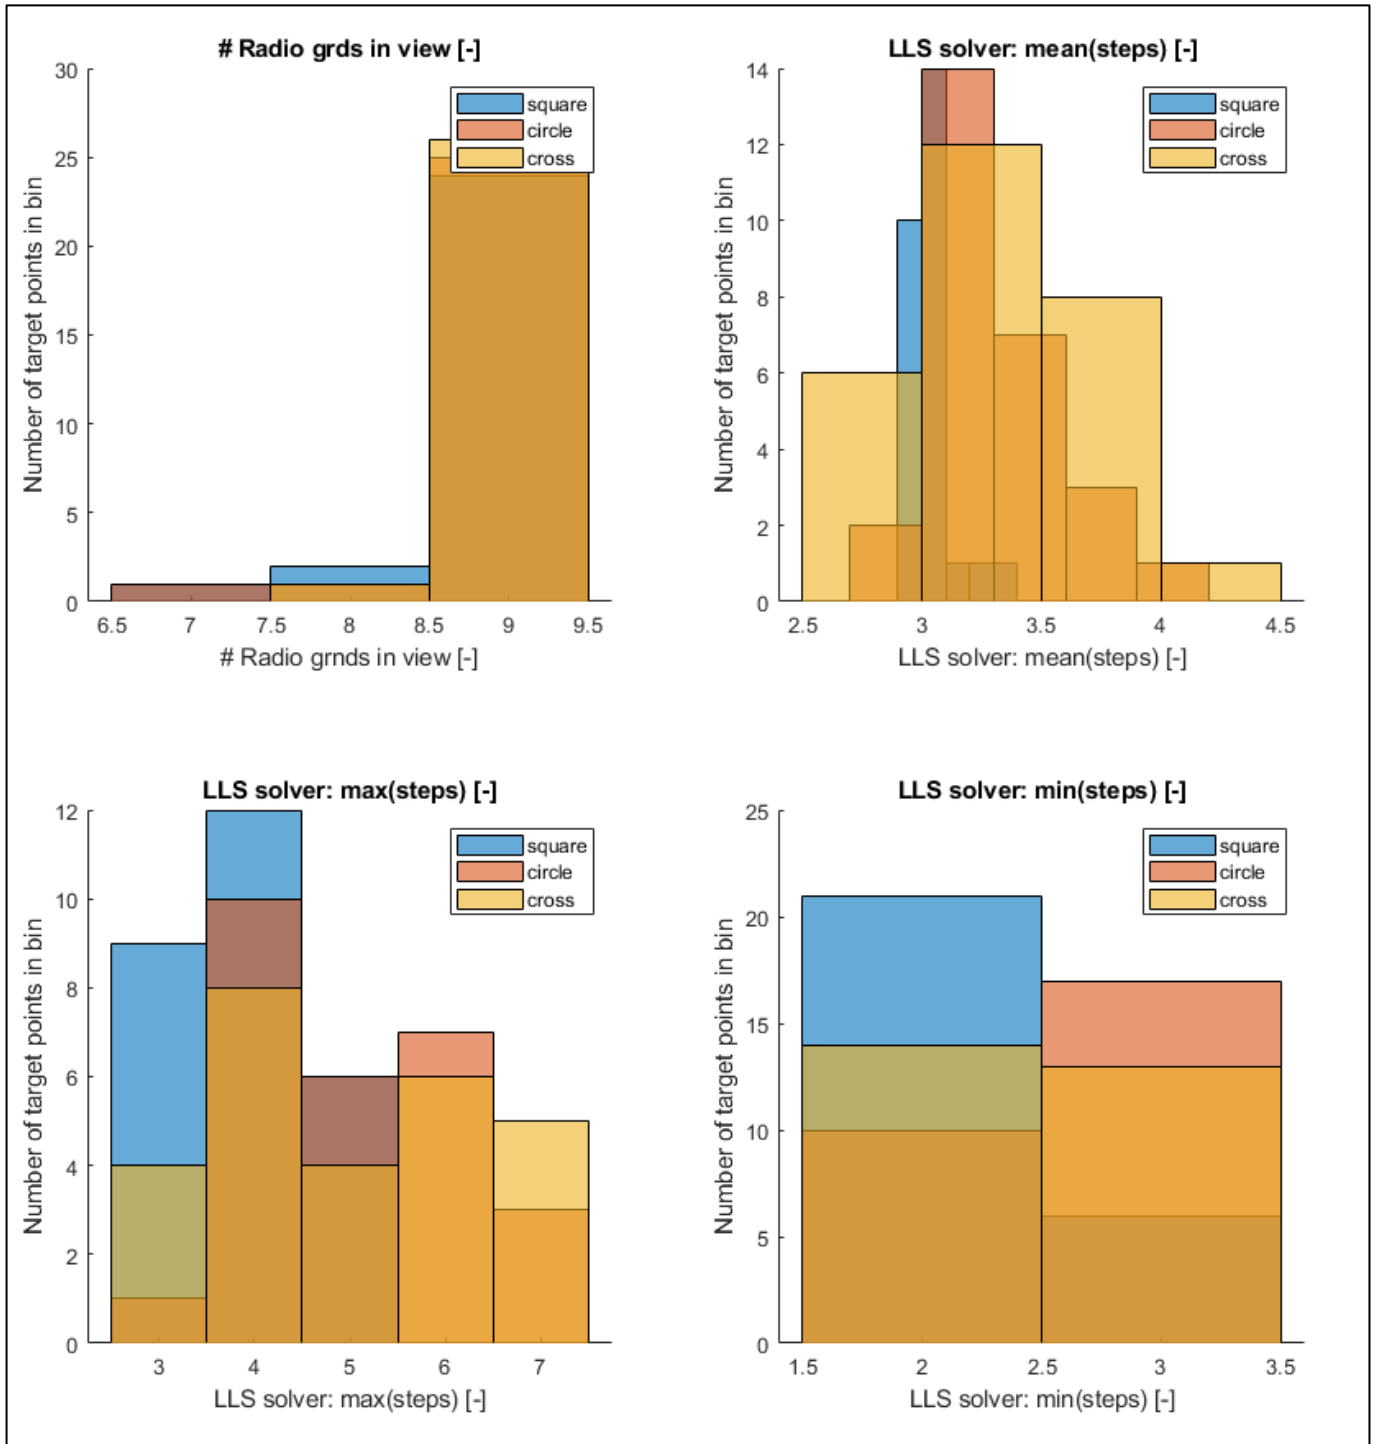 # Radio grds in view [-]
30
25
20
15
10
5
0
Number of target points in bin
square
circle
cross
6.5 7 7.5 8 8.5 9 9.5
# Radio grnds in view [-]
LLS solver: mean(steps) [-]
14
12
10
8
6
4
2
0
Number of target points in bin
square
circle
cross
2.5 3 3.5 4 4.5
LLS solver: mean(steps) [-]
LLS solver: max(steps) [-]
12
10
8
6
4
2
0
Number of target points in bin
square
circle
cross
3 4 5 6 7
LLS solver: max(steps) [-]
LLS solver: min(steps) [-]
25
20
15
10
5
0
Number of target points in bin
square
circle
cross
1.5 2 2.5 3 3.5
LLS solver: min(steps) [-]